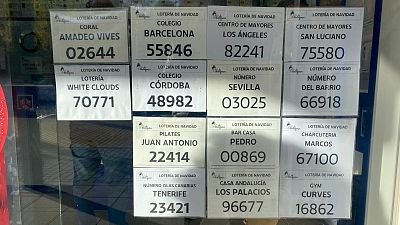 LOTERÍA DE NAVIDAD
CORAL
AMADEO VIVES
02644
LOTERÍA DE NAVIDAD
COLEGIO
BARCELONA
55846
LOTERÍA DE NAVIDAD
CENTRO DE MAYORES
LOS ÁNGELES
82241
LOTERÍA DE NAVIDAD
CENTRO DE MAYORES
SAN LUCIANO
75580
LOTERÍA DE NAVIDAD
LOTERÍA
WHITE CLOUDS
70771
LOTERÍA DE NAVIDAD
COLEGIO
CÓRDOBA
48982
LOTERÍA DE NAVIDAD
NÚMERO
SEVILLA
03025
LOTERÍA DE NAVIDAD
NÚMERO
DEL BARRIO
66918
LOTERÍA DE NAVIDAD
PILATES
JUAN ANTONIO
22414
LOTERÍA DE NAVIDAD
BAR CASA
PEDRO
00869
LOTERÍA DE NAVIDAD
CHARCUTERIA
MARCOS
67100
LOTERÍA DE NAVIDAD
NÚMERO ISLAS CANARIAS
TENERIFE
23421
LOTERÍA DE NAVIDAD
CASA ANDALUCÍA
LOS PALACIOS
96677
LOTERÍA DE NAVIDAD
GYM
CURVES
16862